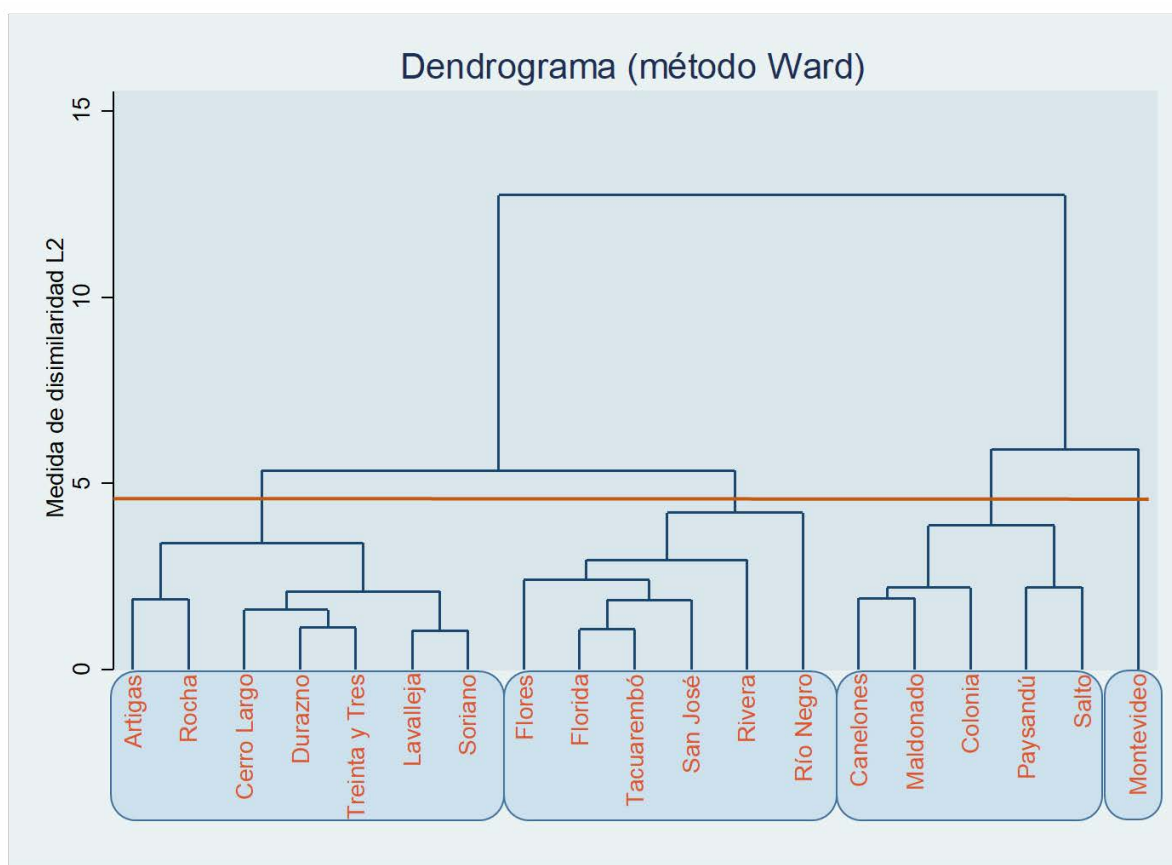 Dendrograma (método Ward)
Medida de disimilaridad L2
15
10
5
0
Artigas
Rocha
Cerro Largo
Durazno
Treinta y Tres
Lavalleja
Soriano
Flores
Florida
Tacuarembó
San José
Rivera
Río Negro
Canelones
Maldonado
Colonia
Paysandú
Salto
Montevideo